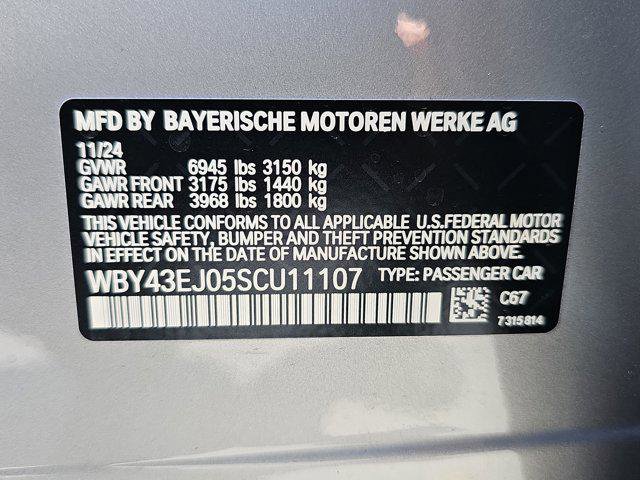 MFD BY BAYERISCHE MOTOREN WERKE AG
11/24
GVWR 6945 lbs 3150 kg
GAWR FRONT 3175 lbs 1440 kg
GAWR REAR 3968 lbs 1800 kg
THIS VEHICLE CONFORMS TO ALL APPLICABLE U.S.FEDERAL MOTOR
VEHICLE SAFETY, BUMPER, AND THEFT PREVENTION STANDARDS
IN EFFECT ON THE DATE OF MANUFACTURE SHOWN ABOVE.
WBY43EJ05SCU11107 TYPE: PASSENGER CAR
C67
7315814